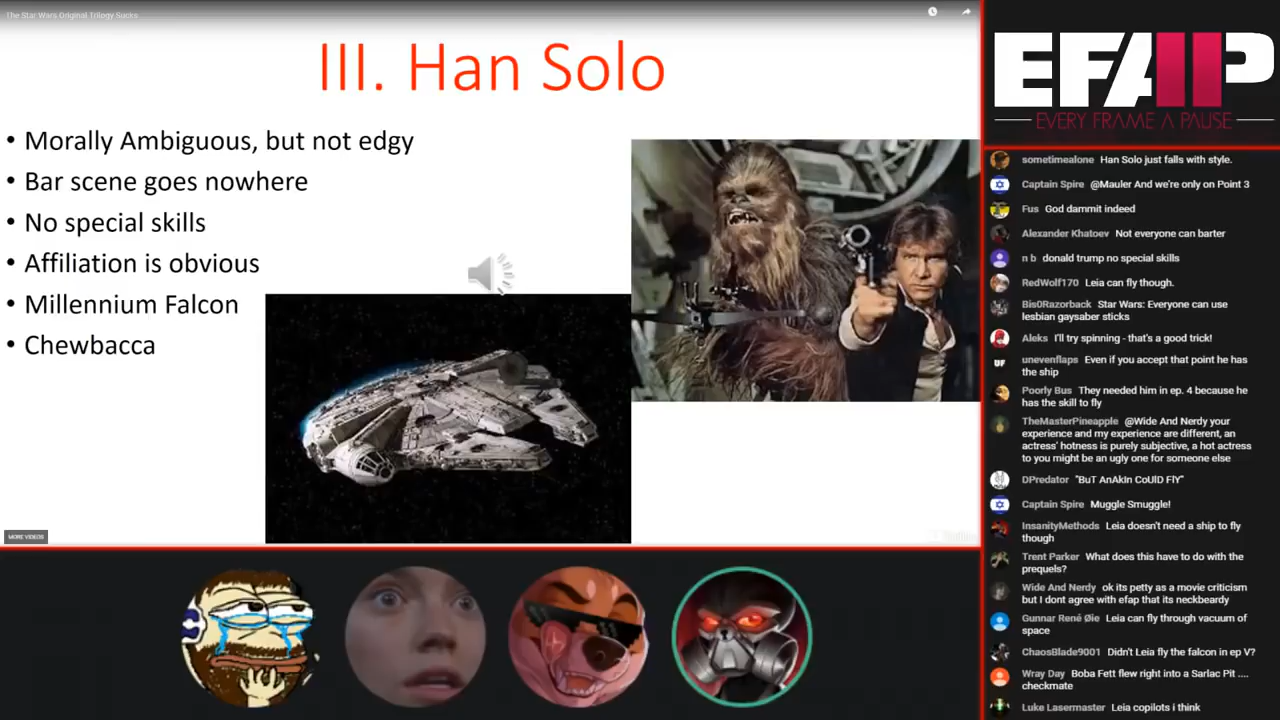 The Star Wars Original Trilogy Sucks
III. Han Solo
• Morally Ambiguous, but not edgy
• Bar scene goes nowhere
• No special skills
• Affiliation is obvious
• Millennium Falcon
• Chewbacca
MORE VIDEOS
EFAP
EVERY FRAME A PAUSE
sometimealone Han Solo just falls with style.
Captain Spire @Mauler And we're only on Point 3
Fus God dammit indeed
Alexander Khatoev Not everyone can barter
n b donald trump no special skills
RedWolf170 Leia can fly though.
Bis0Razorback Star Wars: Everyone can use
lesbian gaysaber sticks
Aleks I'll try spinning - that's a good trick!
UF
unevenflaps Even if you accept that point he has
the ship
Poorly Bus They needed him in ep. 4 because he
has the skill to fly
TheMasterPineapple @Wide And Nerdy your
experience and my experience are different, an
actress' hotness is purely subjective, a hot actress
to you might be an ugly one for someone else
DPredator "BuT AnAkIn CoUlD FlY"
Captain Spire Muggle Smuggle!
InsanityMethods Leia doesn't need a ship to fly
though
Trent Parker What does this have to do with the
prequels?
Wide And Nerdy ok its petty as a movie criticism
but I dont agree with efap that its neckbeardy
Gunnar René Øie Leia can fly through vacuum of
space
ChaosBlade9001 Didn't Leia fly the falcon in ep V?
Wray Day Boba Fett flew right into a Sarlac Pit ....
checkmate
Luke Lasermaster Leia copilots i think